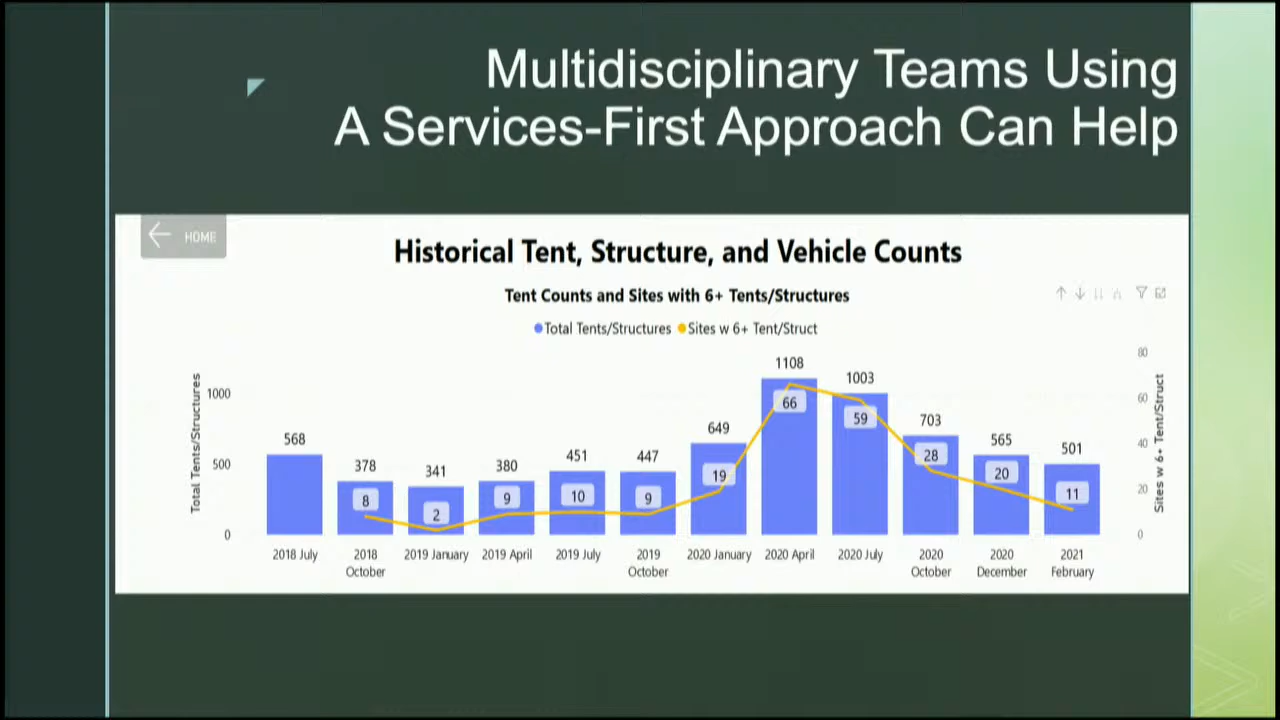 Multidisciplinary Teams Using
A Services-First Approach Can Help
HOME
Historical Tent, Structure, and Vehicle Counts
Tent Counts and Sites with 6+ Tents/Structures
Total Tents/Structures Sites w 6+ Tent/Struct
Total Tents/Structures
1000
500
0
568
378
341
380
451
447
649
1108
1003
703
565
501
8
2
9
10
9
19
66
59
28
20
11
80
60
40
20
0
Sites w 6+ Tent/Struct
2018 July
2018
October
2019 January
2019 April
2019 July
2019
October
2020 January
2020 April
2020 July
2020
October
2020
December
2021
February